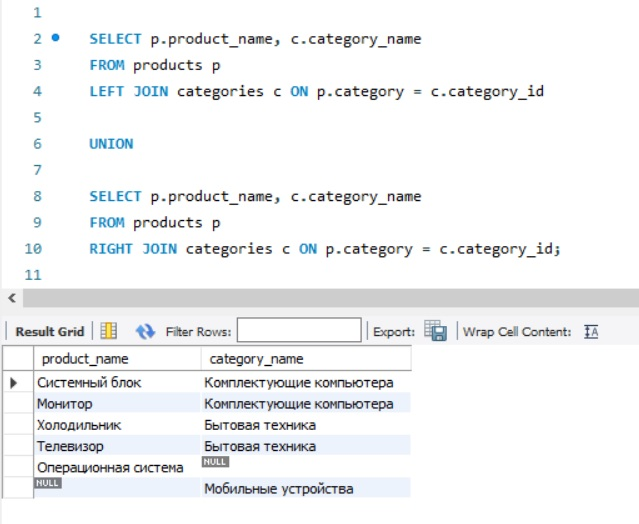 1
2 SELECT p.product_name, c.category_name
3 FROM products p
4 LEFT JOIN categories c ON p.category = c.category_id
5
6 UNION
7
8 SELECT p.product_name, c.category_name
9 FROM products p
10 RIGHT JOIN categories c ON p.category = c.category_id;
11
Result Grid Filter Rows: Export: Wrap Cell Content: IA
product_name category_name
Системный блок Комплектующие компьютера
Монитор Комплектующие компьютера
Холодильник Бытовая техника
Телевизор Бытовая техника
Операционная система NULL
NULL Мобильные устройства